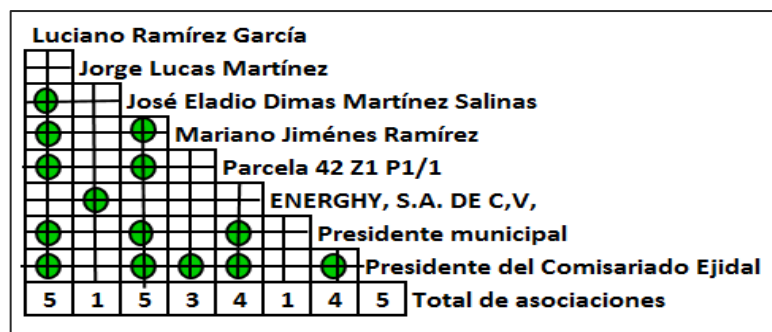 Luciano Ramírez García
Jorge Lucas Martínez
José Eladio Dimas Martínez Salinas
Mariano Jiménes Ramírez
Parcela 42 Z1 P1/1
ENERGHY, S.A. DE C,V,
Presidente municipal
Presidente del Comisariado Ejidal
5 1 5 3 4 1 4 5 Total de asociaciones